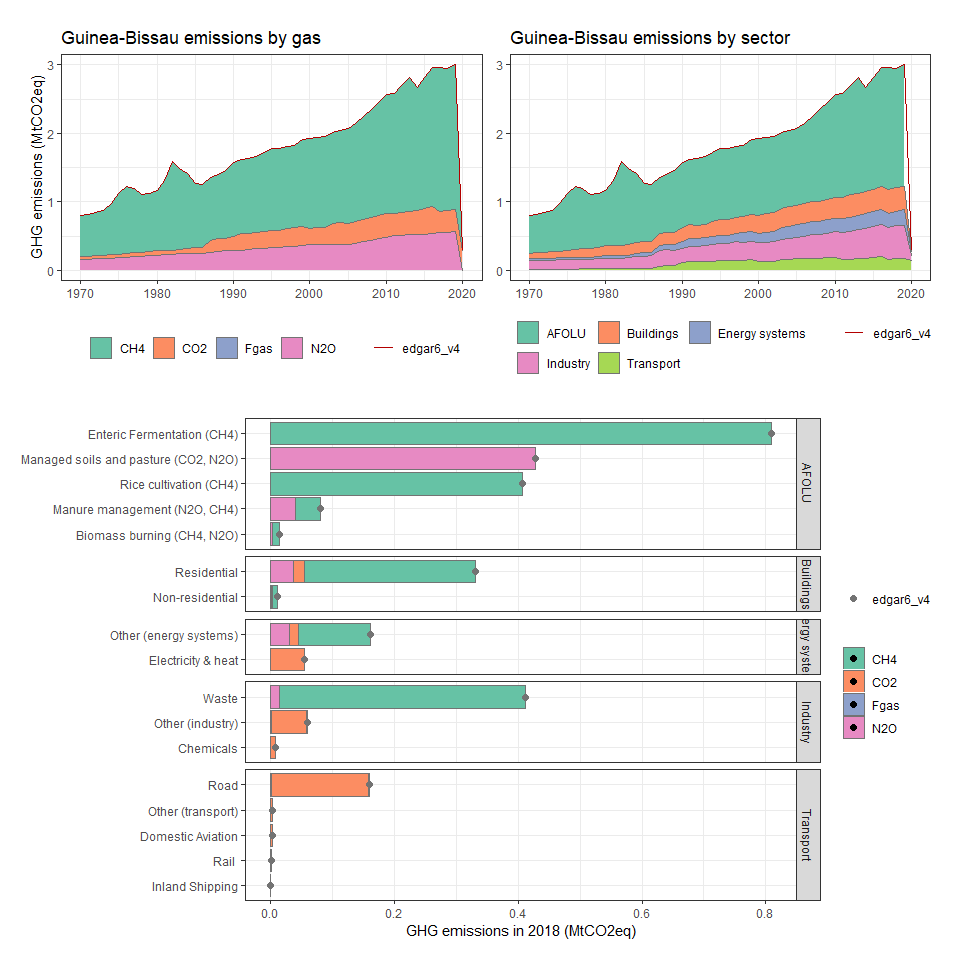 Guinea-Bissau emissions by gas
GHG emissions (MtCO2eq)
3
2
1
0
1970 1980 1990 2000 2010 2020
CH4 CO2 Fgas N2O edgar6_v4
Guinea-Bissau emissions by sector
3
2
1
0
1970 1980 1990 2000 2010 2020
AFOLU Buildings Energy systems edgar6_v4
Industry Transport
Enteric Fermentation (CH4)
Managed soils and pasture (CO2, N2O)
Rice cultivation (CH4)
Manure management (N2O, CH4)
Biomass burning (CH4, N2O)
AFOLU
Residential
Non-residential
Buildings
Other (energy systems)
Electricity & heat
ergy syste
Waste
Other (industry)
Chemicals
Industry
Road
Other (transport)
Domestic Aviation
Rail
Inland Shipping
Transport
0.0 0.2 0.4 0.6 0.8
GHG emissions in 2018 (MtCO2eq)
edgar6_v4
CH4
CO2
Fgas
N2O